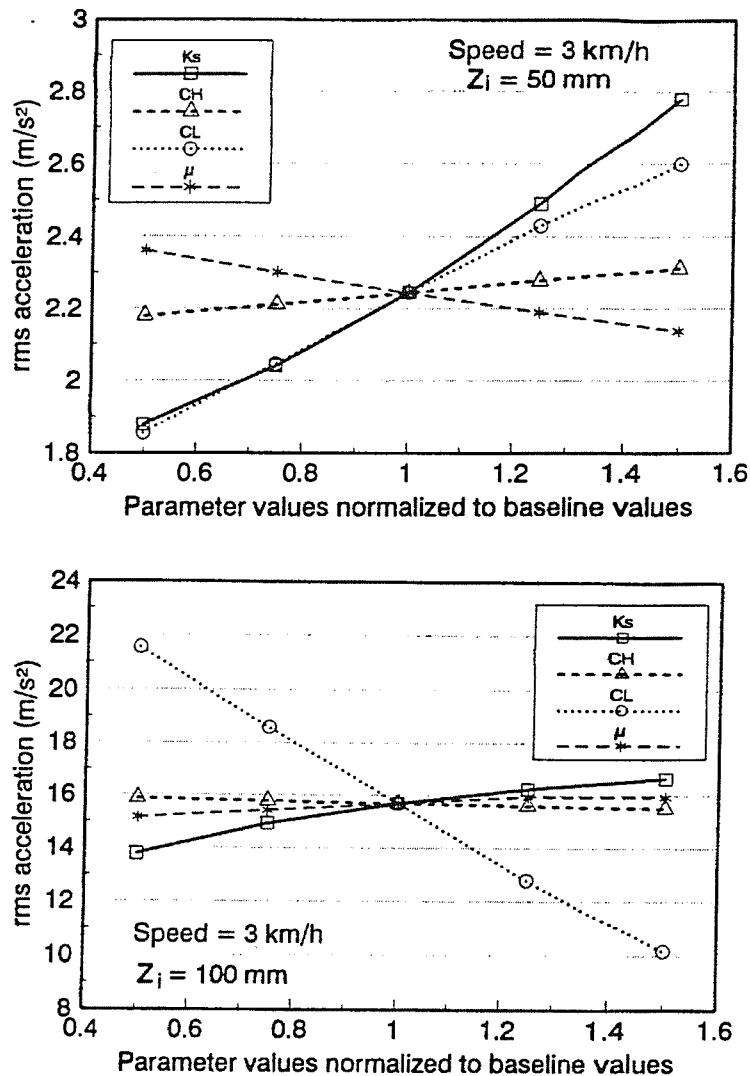 3
2.8
2.6
2.4
2.2
2
1.8
rms acceleration (m/s²)
Ks
CH
CL
μ
Speed = 3 km/h
Zi = 50 mm
0.4 0.6 0.8 1 1.2 1.4 1.6
Parameter values normalized to baseline values
24
22
20
18
16
14
12
10
8
rms acceleration (m/s²)
Ks
CH
CL
μ
Speed = 3 km/h
Zi = 100 mm
0.4 0.6 0.8 1 1.2 1.4 1.6
Parameter values normalized to baseline values